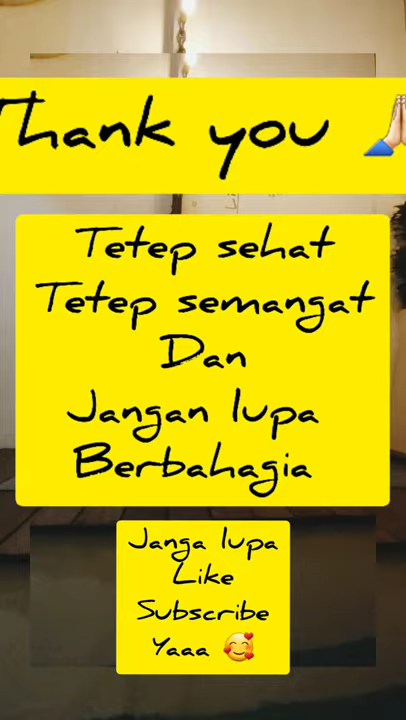 Thank you 🙏🏻
Tetep sehat
Tetep semangat
Dan
Jangan lupa
Berbahagia
Janga lupa
Like
Subscribe
Yaaa 🥰